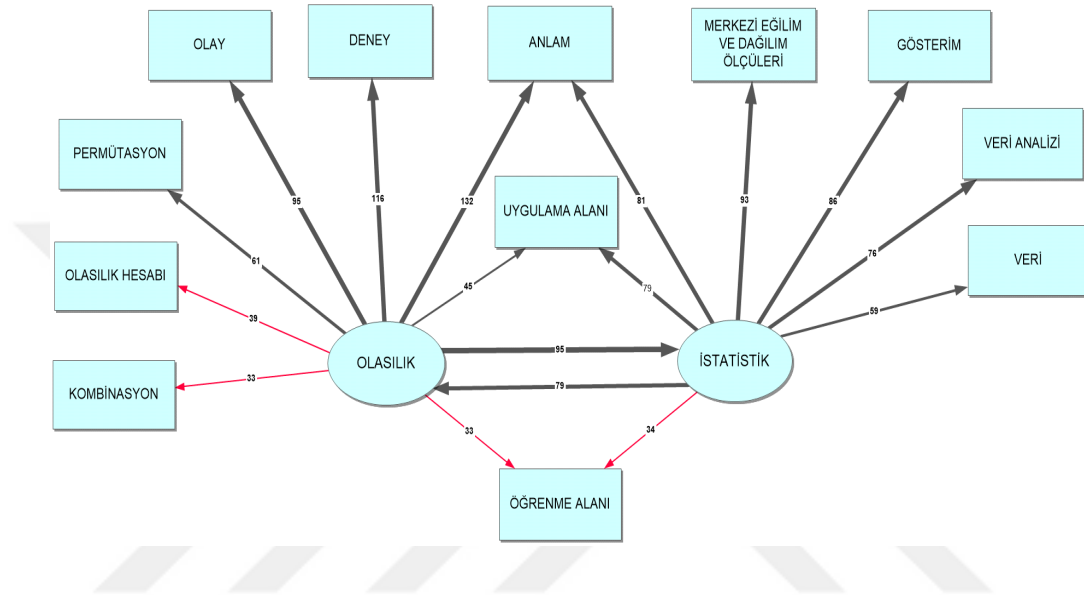 OLAY
DENEY
ANLAM
MERKEZİ EĞİLİM
VE DAĞILIM
ÖLÇÜLERİ
GÖSTERİM
PERMÜTASYON
VERİ ANALİZİ
UYGULAMA ALANI
OLASILIK HESABI
VERİ
KOMBİNASYON
OLASILIK
İSTATİSTİK
ÖĞRENME ALANI
95
116
132
81
93
86
76
59
61
45
79
39
33
95
79
33
34